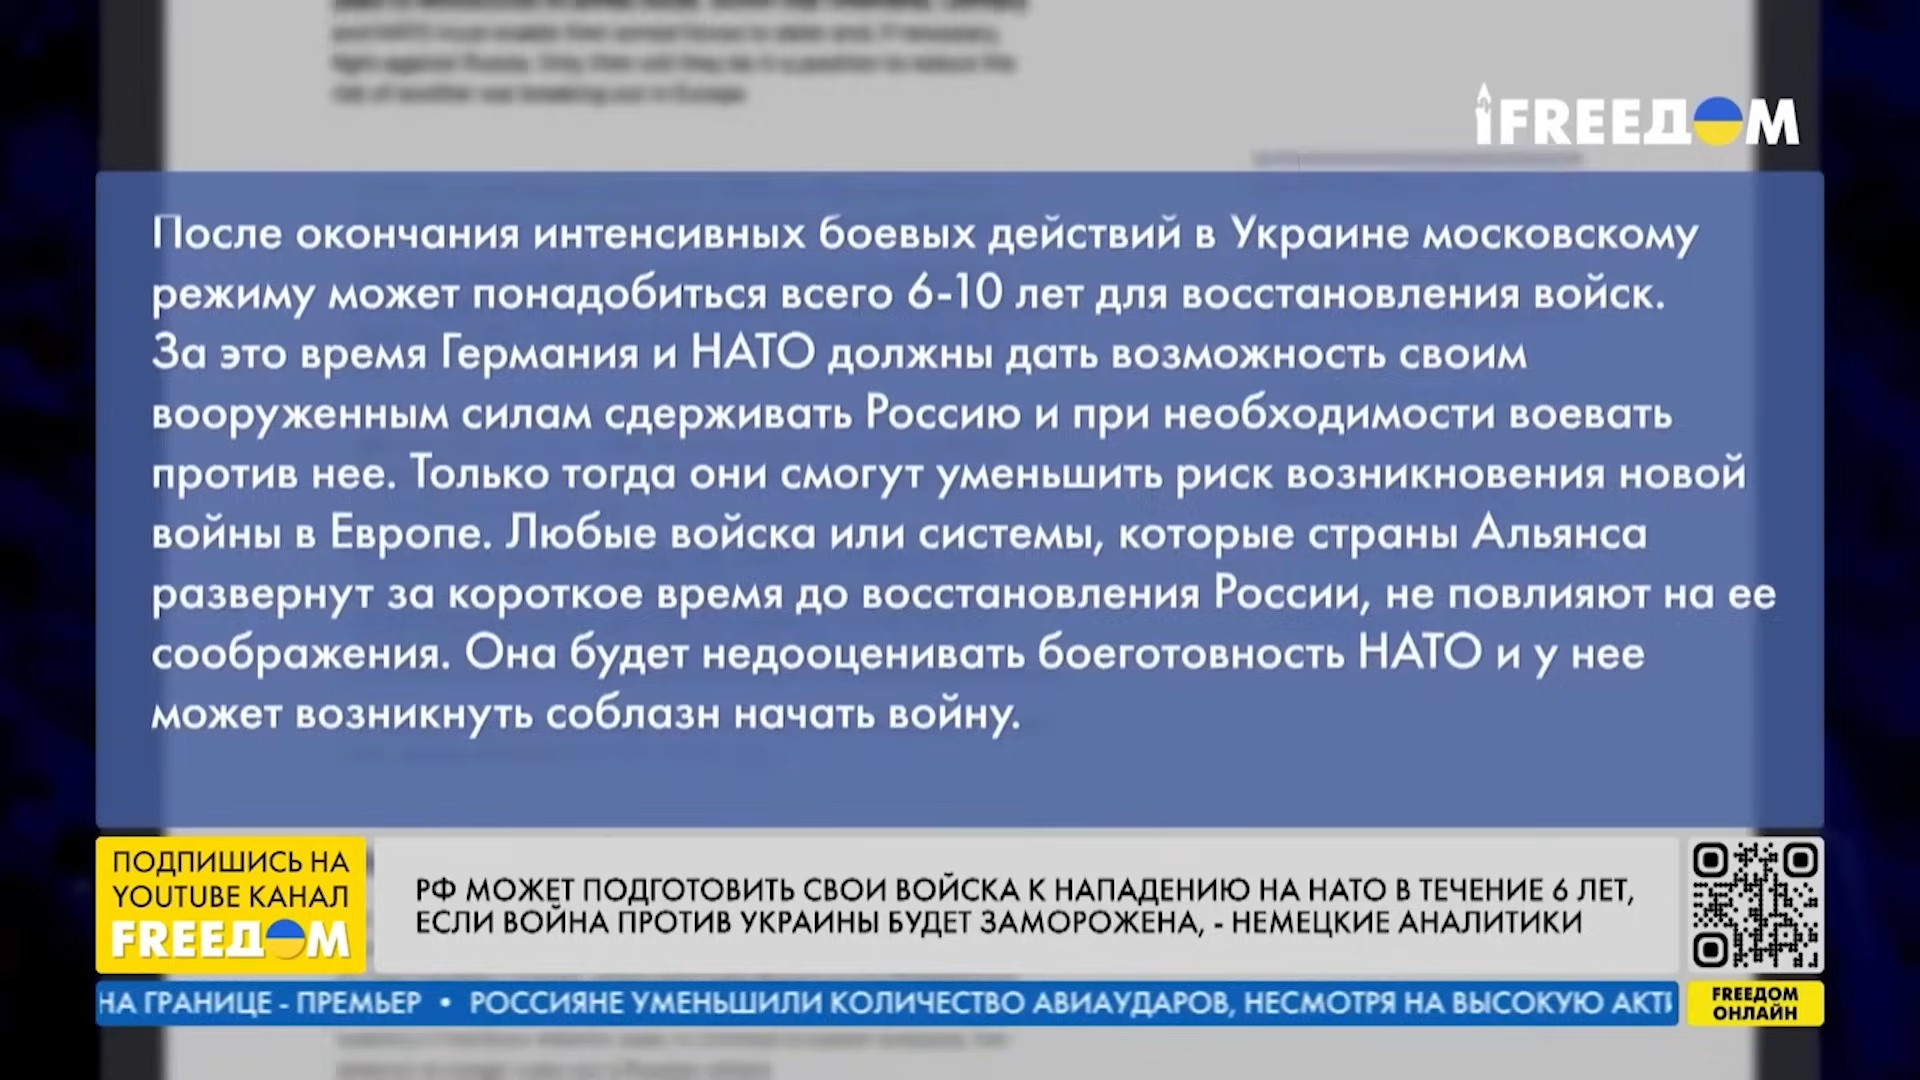 iFREEДOM
После окончания интенсивных боевых действий в Украине московскому
режиму может понадобиться всего 6-10 лет для восстановления войск.
За это время Германия и НАТО должны дать возможность своим
вооруженным силам сдерживать Россию и при необходимости воевать
против нее. Только тогда они смогут уменьшить риск возникновения новой
войны в Европе. Любые войска или системы, которые страны Альянса
развернут за короткое время до восстановления России, не повлияют на ее
соображения. Она будет недооценивать боеготовность НАТО и у нее
может возникнуть соблазн начать войну.
ПОДПИШИСЬ НА
YOUTUBE КАНАЛ
FREEДOM
РФ МОЖЕТ ПОДГОТОВИТЬ СВОИ ВОЙСКА К НАПАДЕНИЮ НА НАТО В ТЕЧЕНИЕ 6 ЛЕТ,
ЕСЛИ ВОЙНА ПРОТИВ УКРАИНЫ БУДЕТ ЗАМОРОЖЕНА, - НЕМЕЦКИЕ АНАЛИТИКИ
НА ГРАНИЦЕ - ПРЕМЬЕР • РОССИЯНЕ УМЕНЬШИЛИ КОЛИЧЕСТВО АВИАУДАРОВ, НЕСМОТРЯ НА ВЫСОКУЮ АКТИ
FREEДОМ
ОНЛАЙН